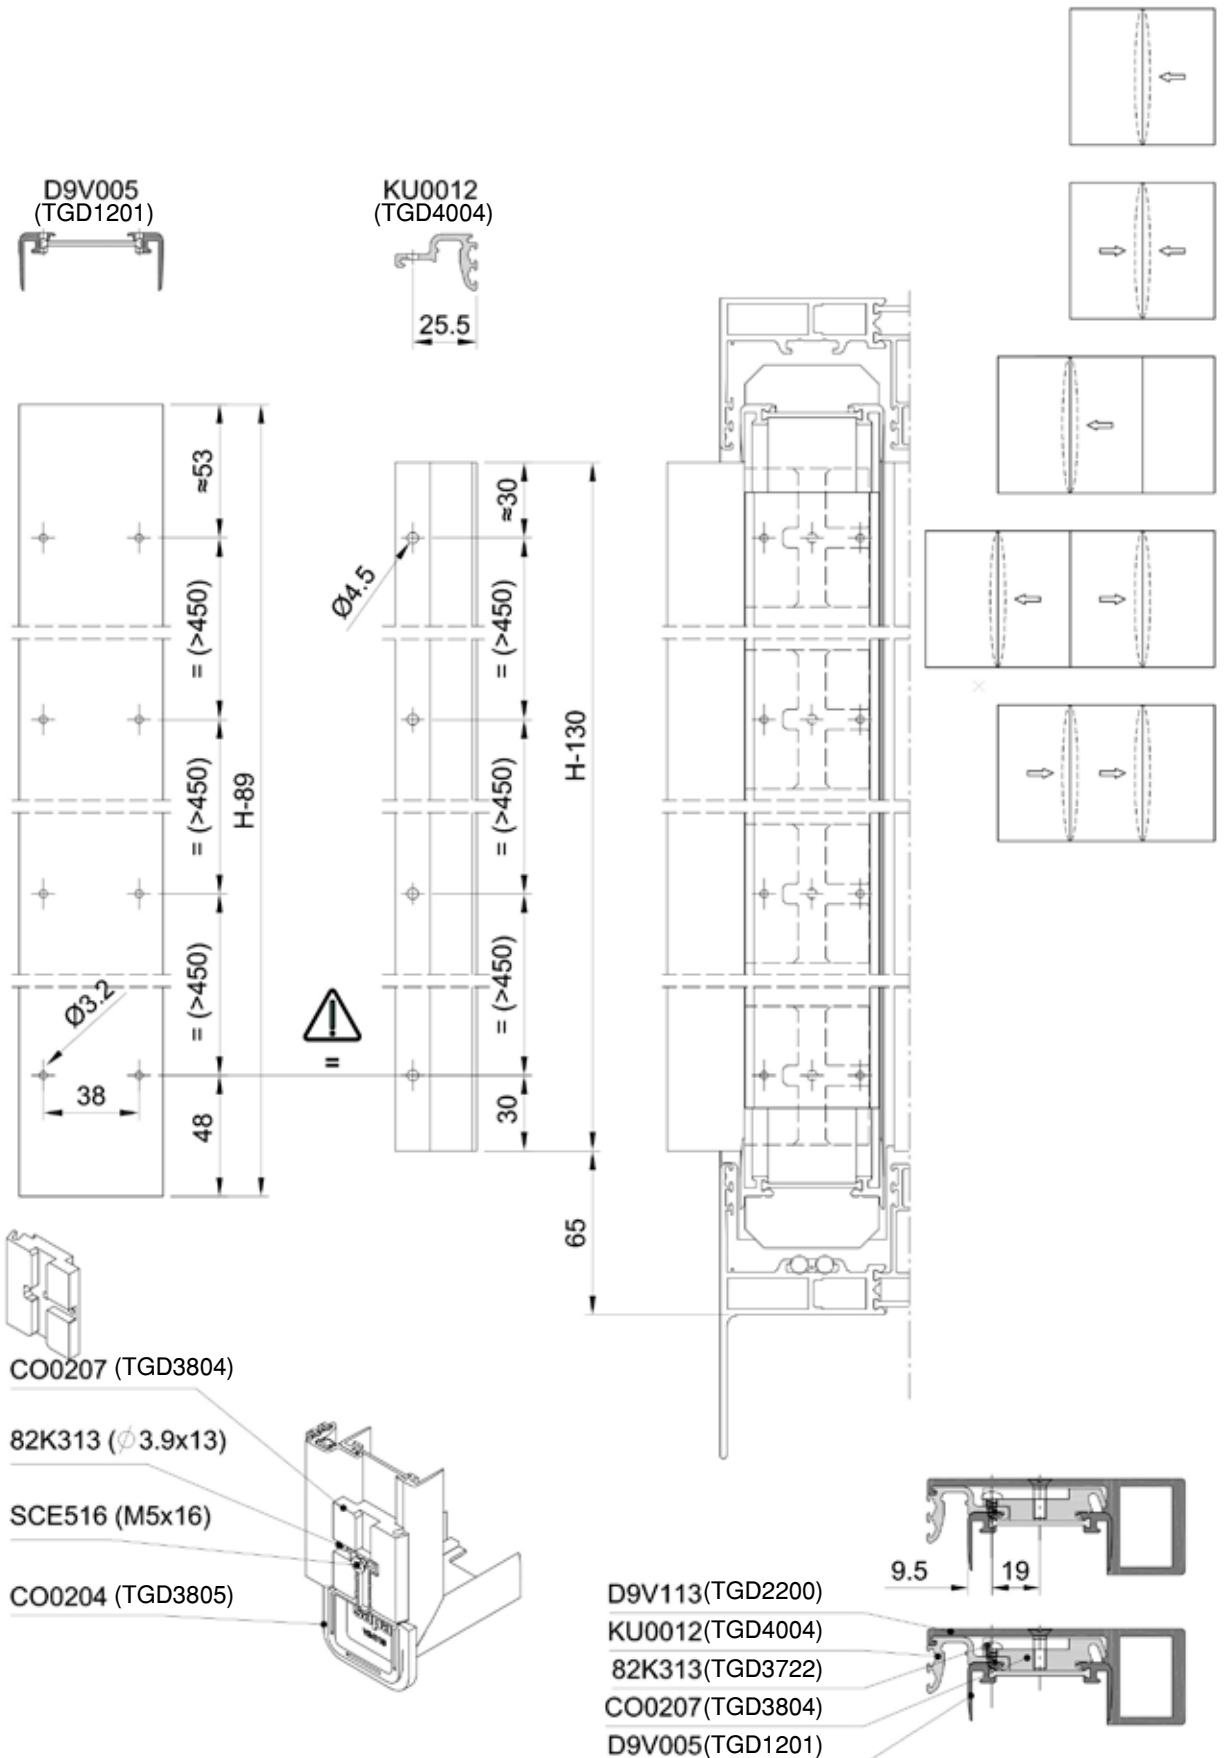 D9V005
(TGD1201)
KU0012
(TGD4004)
25.5
≈53
= (>450)
= (>450)
= (>450)
H-89
Ø3.2
38
48
Ø4.5
≈30
= (>450)
= (>450)
= (>450)
30
H-130
65
=
CO0207 (TGD3804)
82K313 (∅3.9x13)
SCE516 (M5x16)
CO0204 (TGD3805)
sapa
9.5
19
D9V113(TGD2200)
KU0012(TGD4004)
82K313(TGD3722)
CO0207(TGD3804)
D9V005(TGD1201)